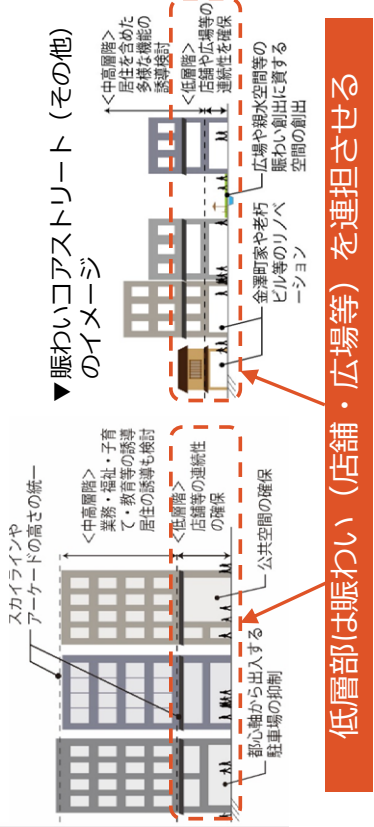 スカイラインや
アーケードの高さの統一
<中高層階>
業務・福祉・子育
て・教育等の誘導
居住の誘導も検討
<低層階>
店舗等の連続性
の確保
公共空間の確保
都心軸から出入する
駐車場の抑制
▼賑わいコアストリート(その他)
のイメージ
<中高層階>
居住を含めた
多様な機能の
誘導検討
<低層階>
店舗や広場等の
連続性を確保
広場や親水空間等の
賑わい創出に資する
空間の創出
金澤町家や老朽
ビル等のリノベ
ーション
低層部は賑わい(店舗・広場等)を連担させる